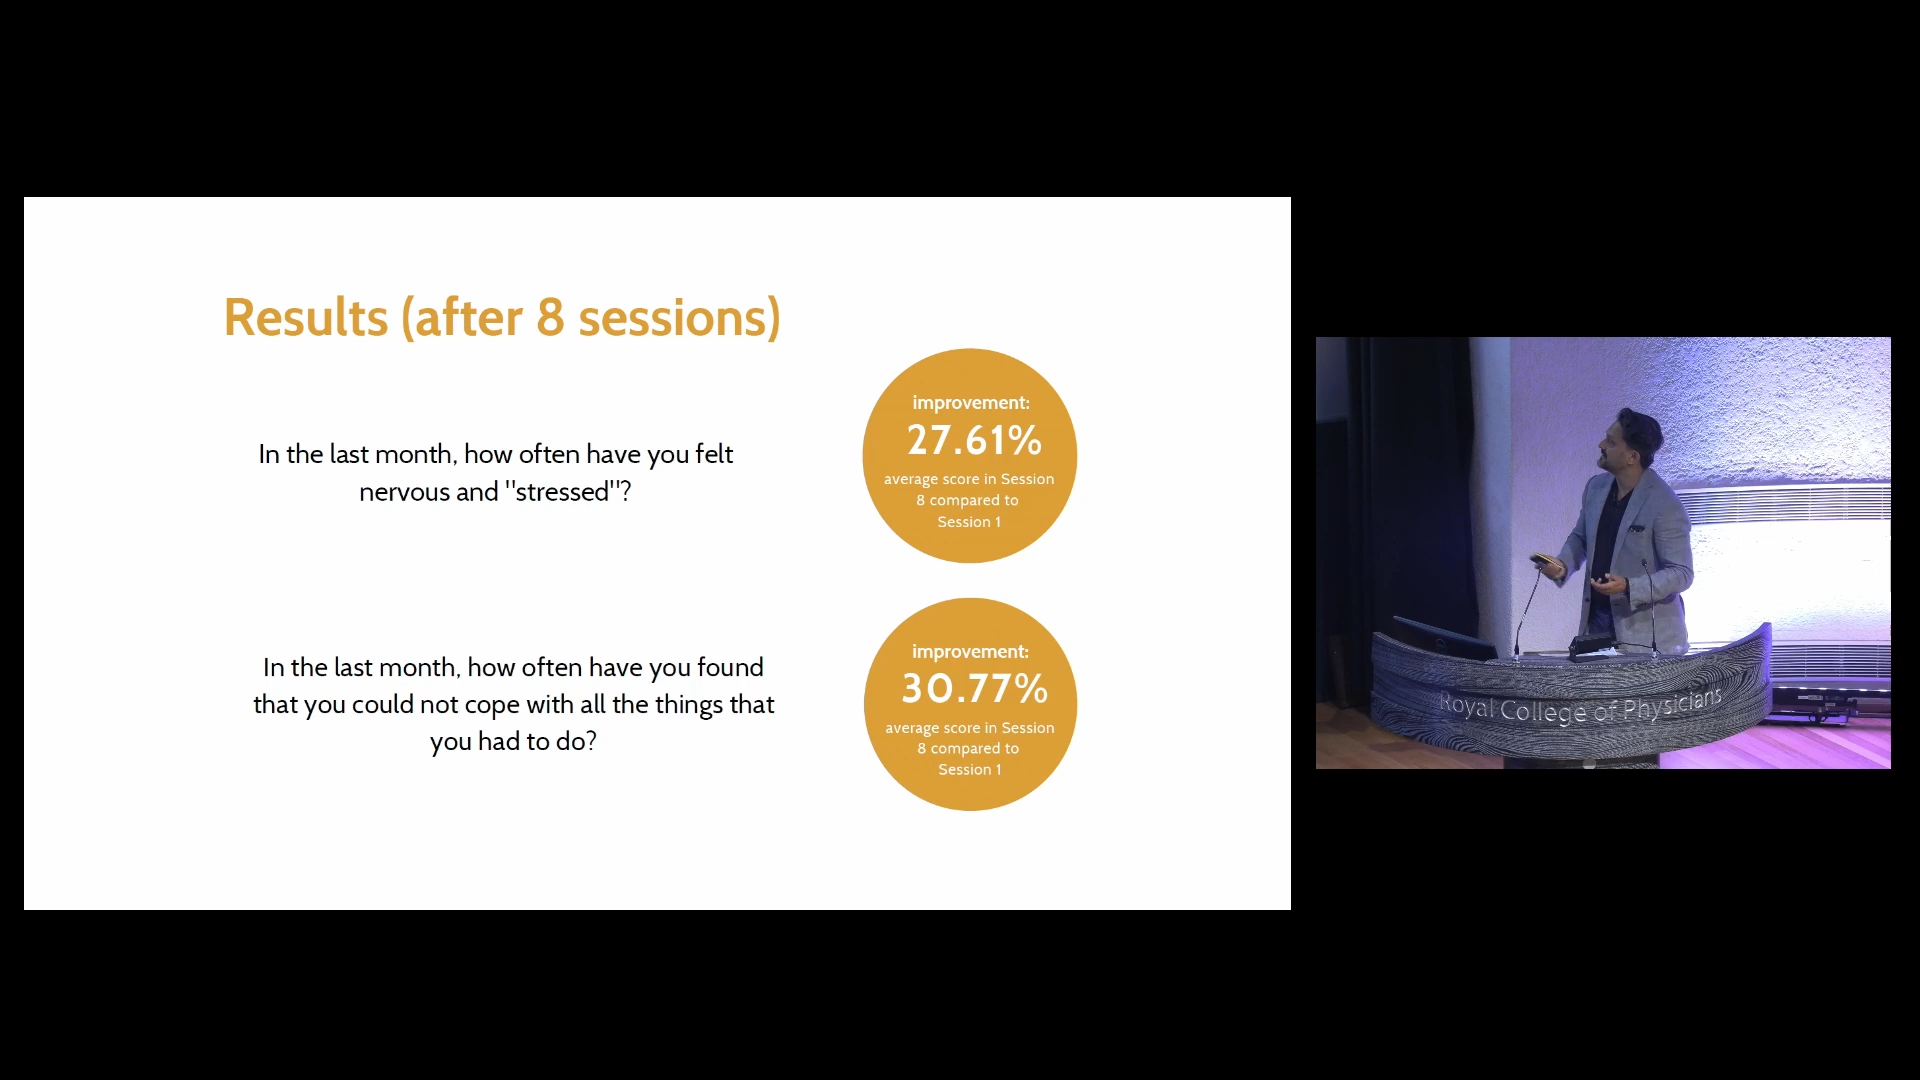 Results (after 8 sessions)
In the last month, how often have you felt
nervous and "stressed"?
improvement:
27.61%
average score in Session
8 compared to
Session 1
In the last month, how often have you found
that you could not cope with all the things that
you had to do?
improvement:
30.77%
average score in Session
8 compared to
Session 1
Royal College of Physicians